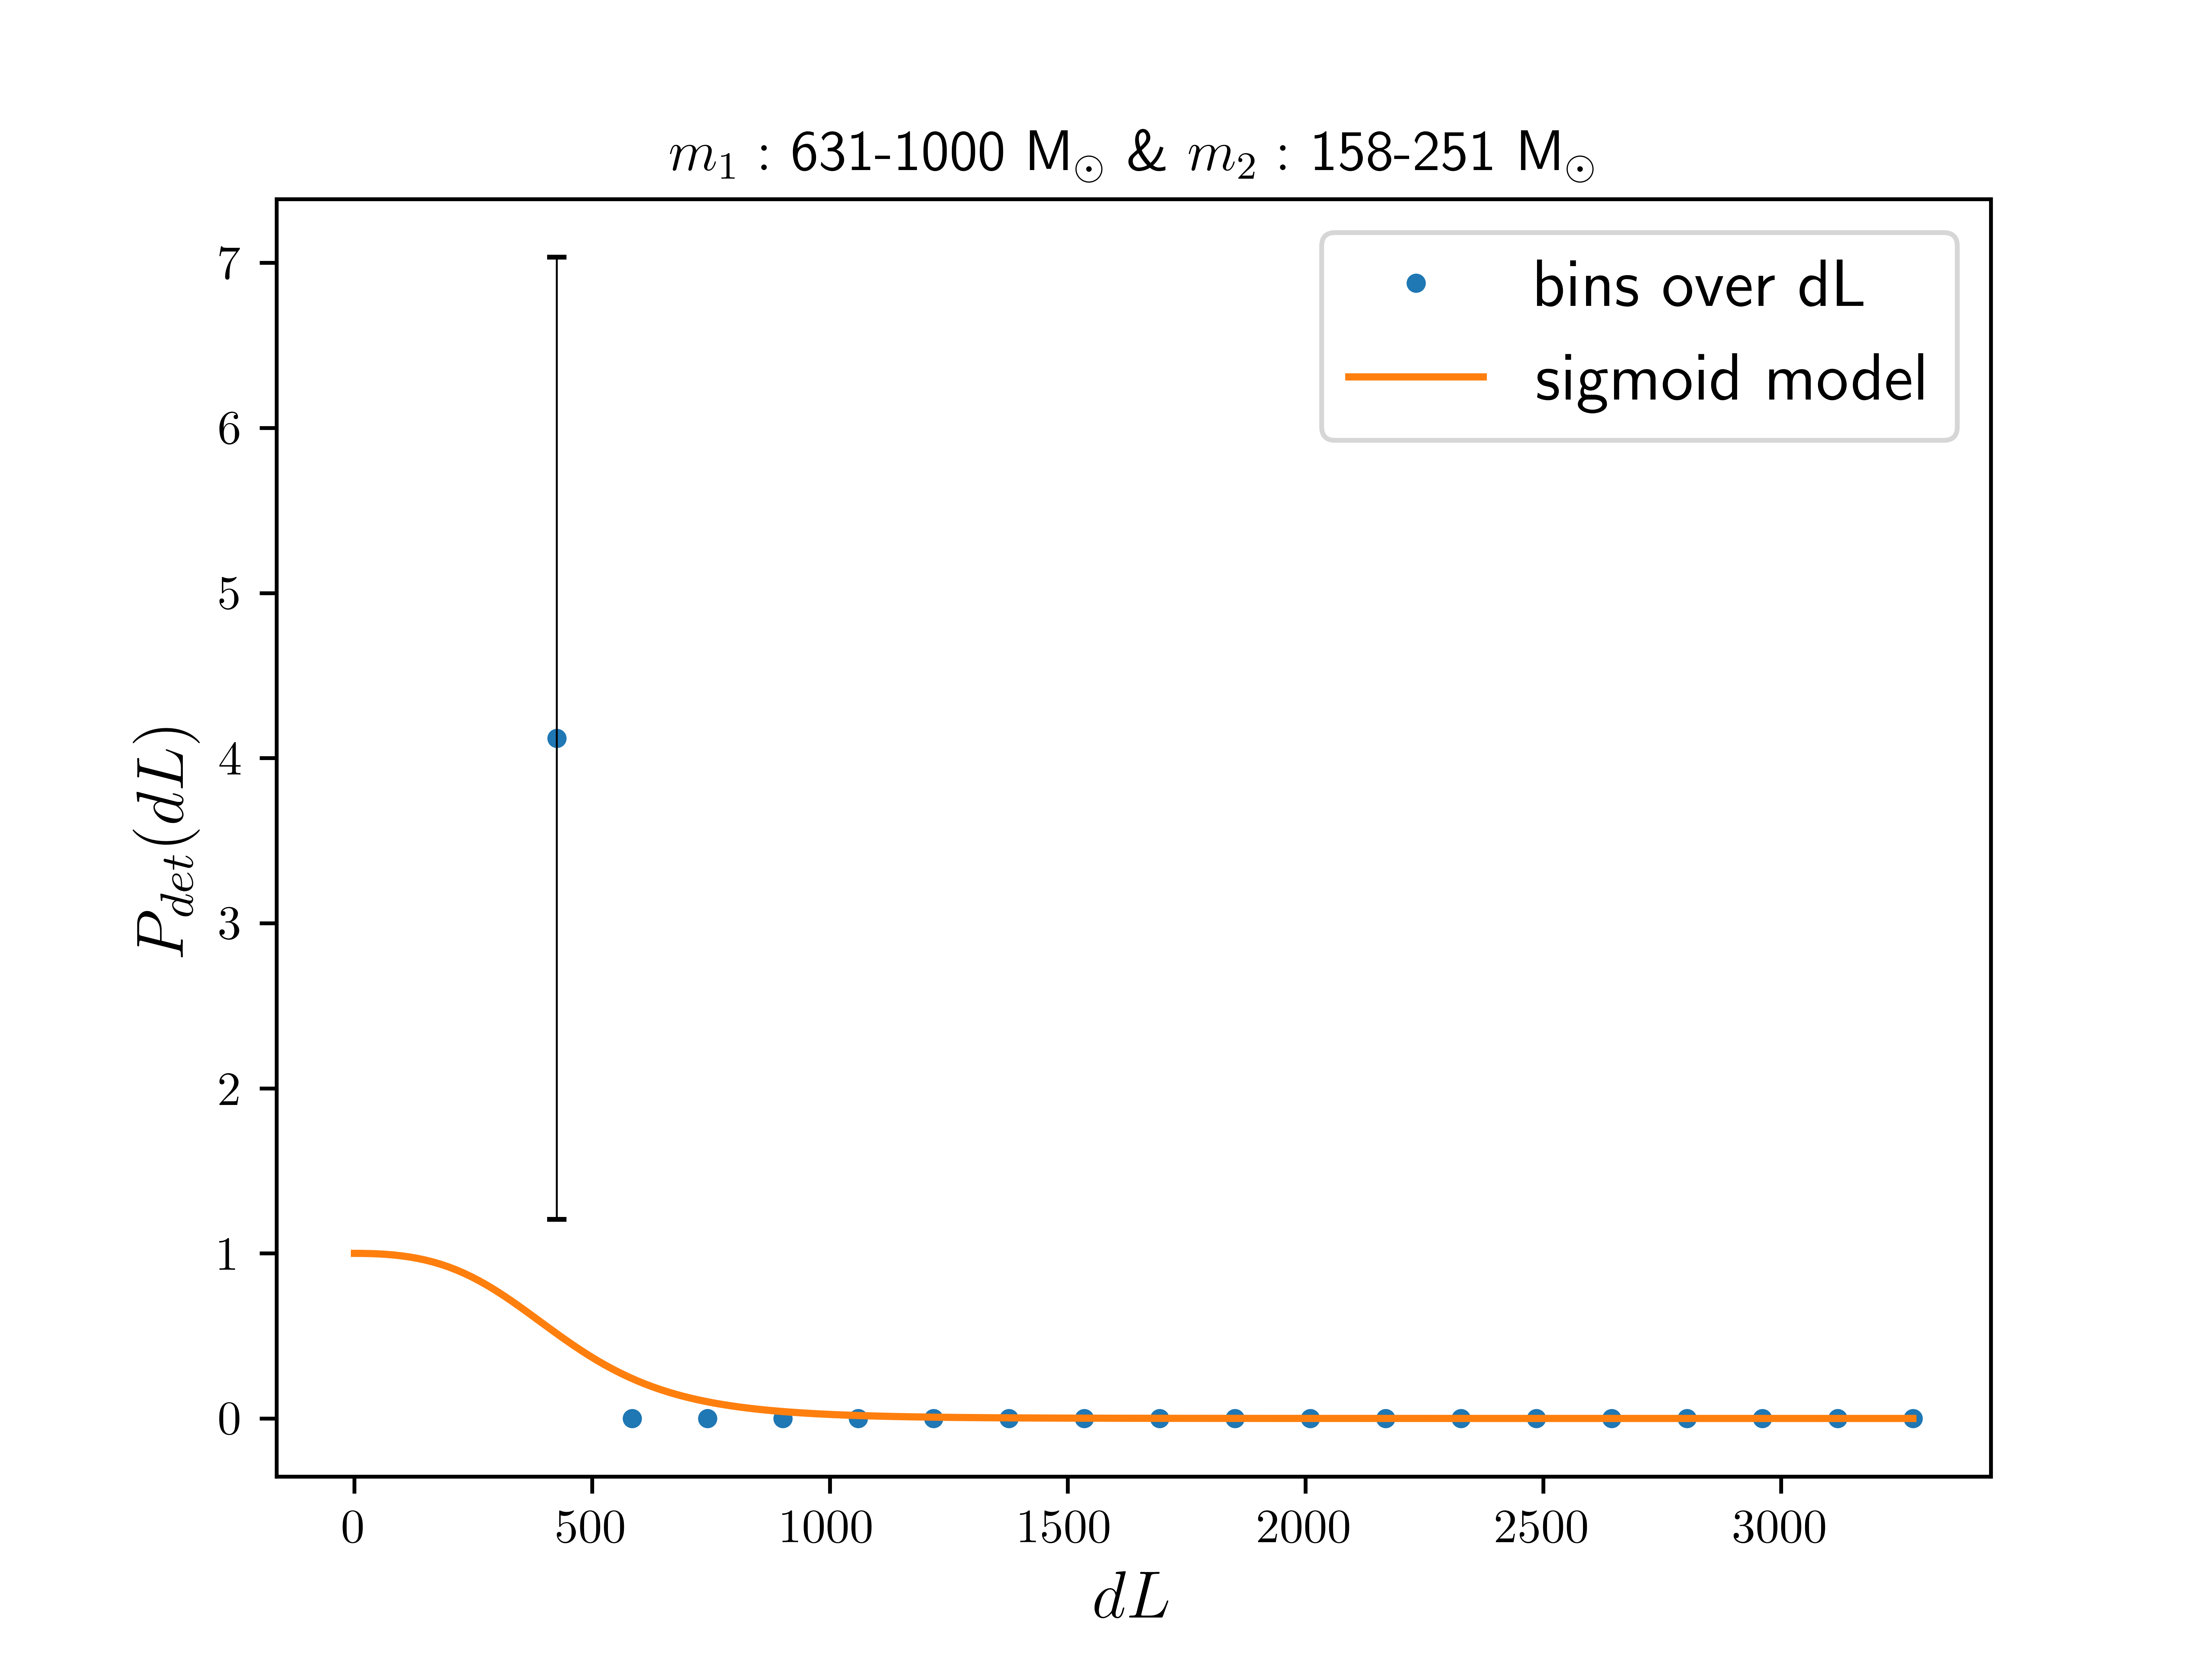 m₁ : 631-1000 M⊙ & m₂ : 158-251 M⊙
bins over dL
sigmoid model
7
6
5
4
3
2
1
0
P_det(dL)
0 500 1000 1500 2000 2500 3000
dL